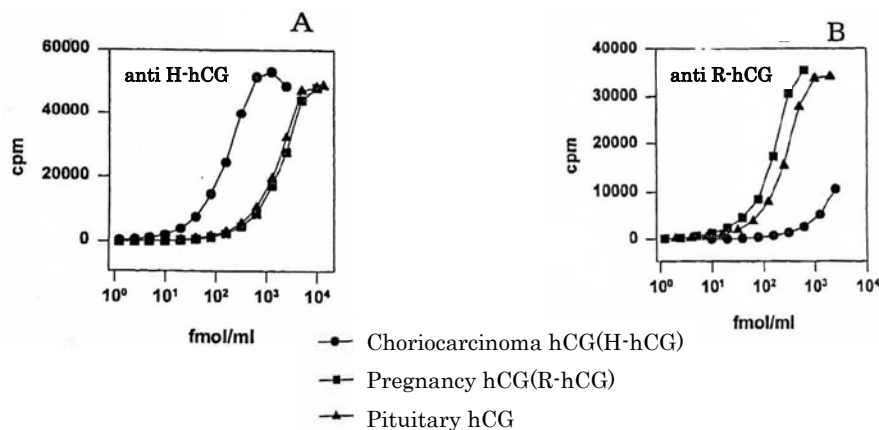 A
anti H-hCG
cpm
60000
40000
20000
0
10⁰ 10¹ 10² 10³ 10⁴
fmol/ml
B
anti R-hCG
cpm
40000
30000
20000
10000
0
10⁰ 10¹ 10² 10³ 10⁴
fmol/ml
Choriocarcinoma hCG(H-hCG)
Pregnancy hCG(R-hCG)
Pituitary hCG